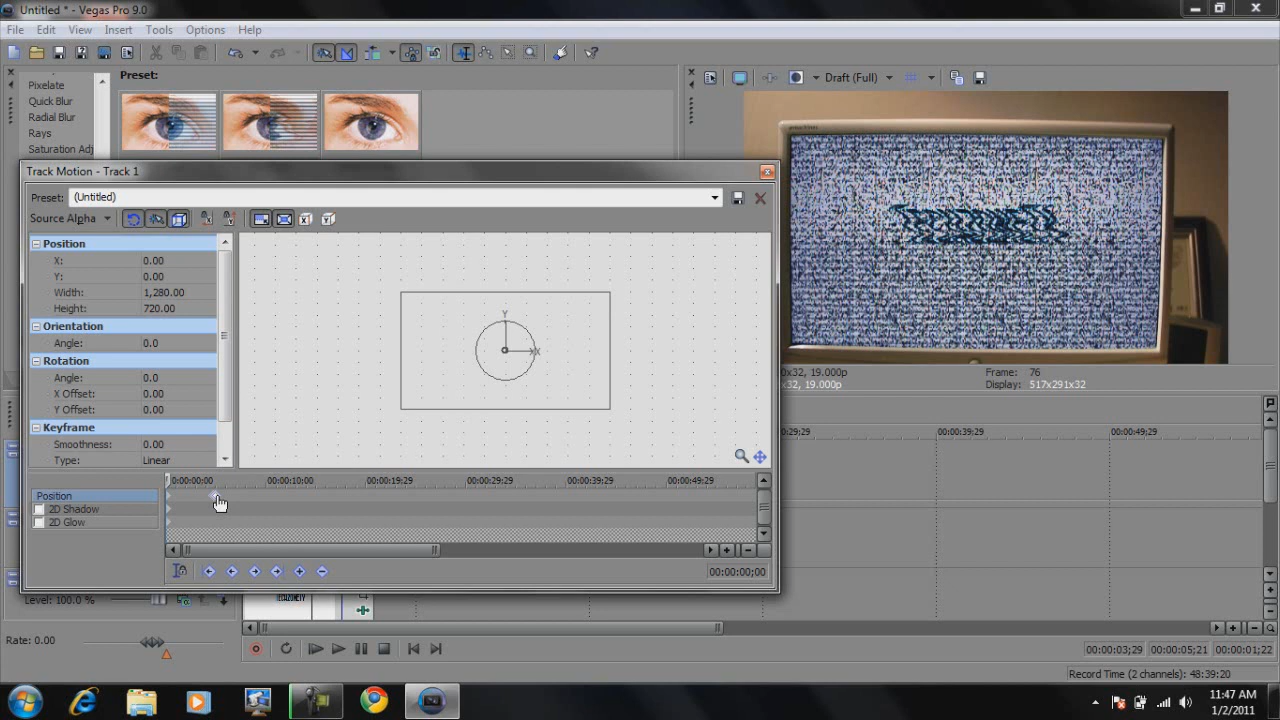 Untitled * - Vegas Pro 9.0
File Edit View Insert Tools Options Help
Pixelate
Quick Blur
Radial Blur
Rays
Saturation Adj
Preset:
Draft (Full)
Track Motion - Track 1
Preset: (Untitled)
Source Alpha
Position
X: 0.00
Y: 0.00
Width: 1,280.00
Height: 720.00
Orientation
Angle: 0.0
Rotation
Angle: 0.0
X Offset: 0.00
Y Offset: 0.00
Keyframe
Smoothness: 0.00
Type: Linear
Y
X
0:00:00:00 00:00:10;00 00:00:19;29 00:00:29;29 00:00:39;29 00:00:49;29
Position
2D Shadow
2D Glow
00:00:00;00
0x32, 19.000p Frame: 76
0x32, 19.000p Display: 517x291x32
0:29;29 00:00:39;29 00:00:49;29
Level: 100.0 %
Rate: 0.00
00:00:03;29 00:00:05;21 00:00:01;22
Record Time (2 channels): 48:39:20
11:47 AM
1/2/2011